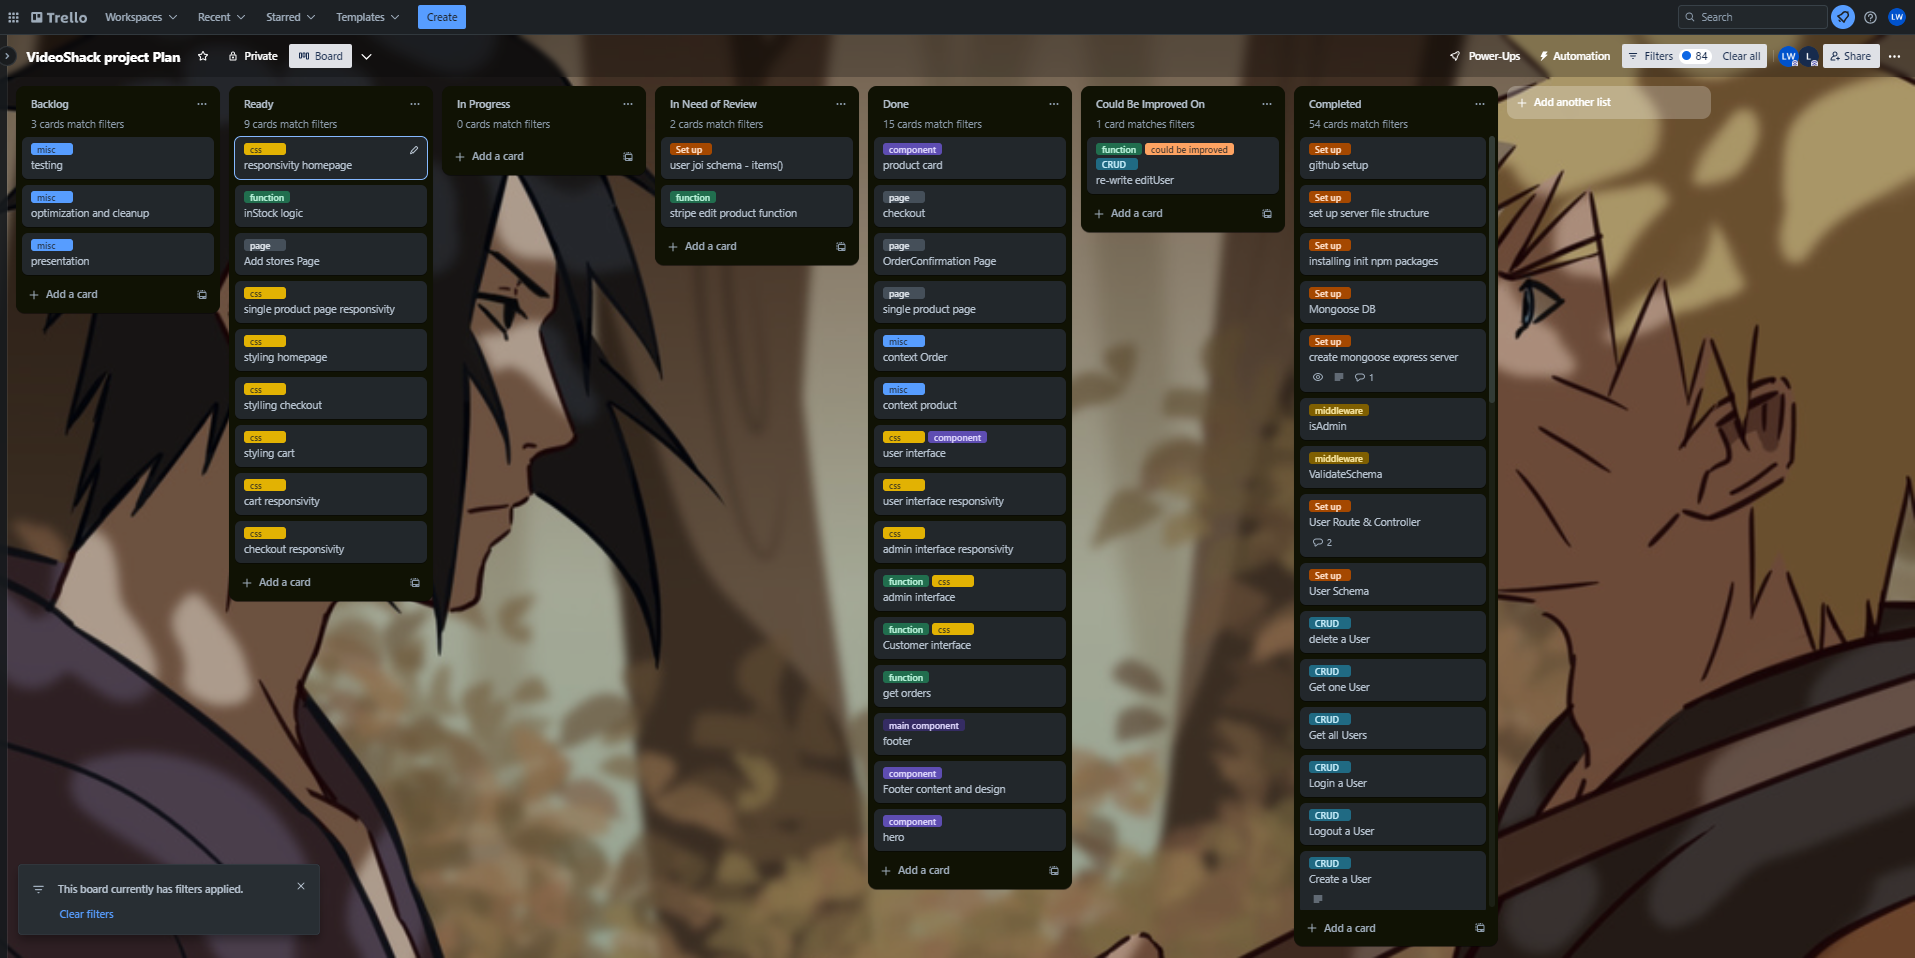 Trello
Workspaces
Recent
Starred
Templates
Create
Search
LW
VideoShack project Plan
Private
Board
Power-Ups
Automation
Filters
84
Clear all
LW
L
Share
Backlog
3 cards match filters
misc
testing
misc
optimization and cleanup
misc
presentation
Add a card
Ready
9 cards match filters
css
responsivity homepage
function
inStock logic
page
Add stores Page
css
single product page responsivity
css
styling homepage
css
stylling checkout
css
styling cart
css
cart responsivity
css
checkout responsivity
Add a card
In Progress
0 cards match filters
Add a card
In Need of Review
2 cards match filters
Set up
user joi schema - items()
function
stripe edit product function
Add a card
Done
15 cards match filters
component
product card
page
checkout
page
OrderConfirmation Page
page
single product page
misc
context Order
misc
context product
css component
user interface
css
user interface responsivity
css
admin interface responsivity
function css
admin interface
function css
Customer interface
function
get orders
main component
footer
component
Footer content and design
component
hero
Add a card
Could Be Improved On
1 card matches filters
function could be improved
CRUD
re-write editUser
Add a card
Completed
54 cards match filters
Set up
github setup
Set up
set up server file structure
Set up
installing init npm packages
Set up
Mongoose DB
Set up
create mongoose express server
1
middleware
isAdmin
middleware
ValidateSchema
Set up
User Route & Controller
2
Set up
User Schema
CRUD
delete a User
CRUD
Get one User
CRUD
Get all Users
CRUD
Login a User
CRUD
Logout a User
CRUD
Create a User
Add a card
Add another list
This board currently has filters applied.
Clear filters